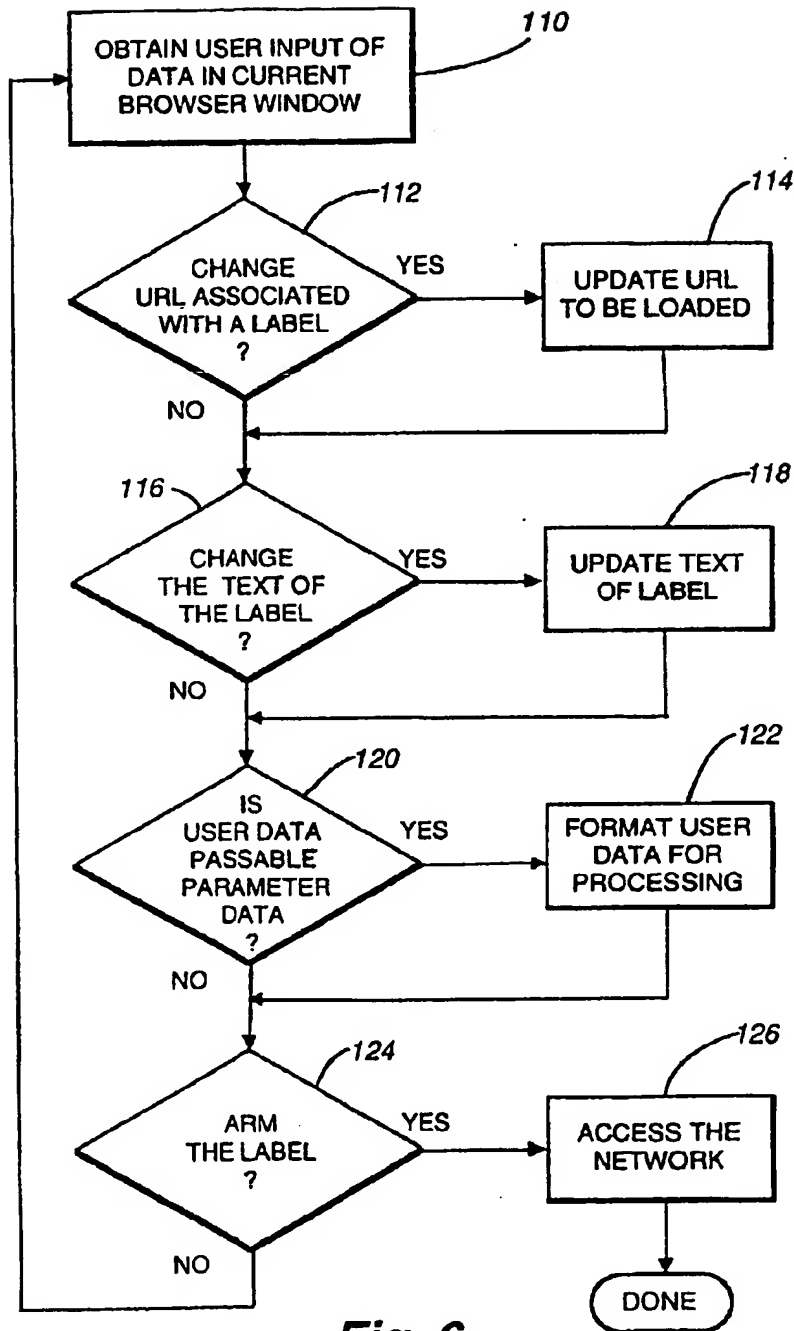 OBTAIN USER INPUT OF
DATA IN CURRENT
BROWSER WINDOW
110
112
CHANGE
URL ASSOCIATED
WITH A LABEL
?
YES
NO
114
UPDATE URL
TO BE LOADED
116
CHANGE
THE TEXT OF
THE LABEL
?
YES
NO
118
UPDATE TEXT
OF LABEL
120
IS
USER DATA
PASSABLE
PARAMETER
DATA
?
YES
NO
122
FORMAT USER
DATA FOR
PROCESSING
124
ARM
THE LABEL
?
YES
NO
126
ACCESS THE
NETWORK
DONE